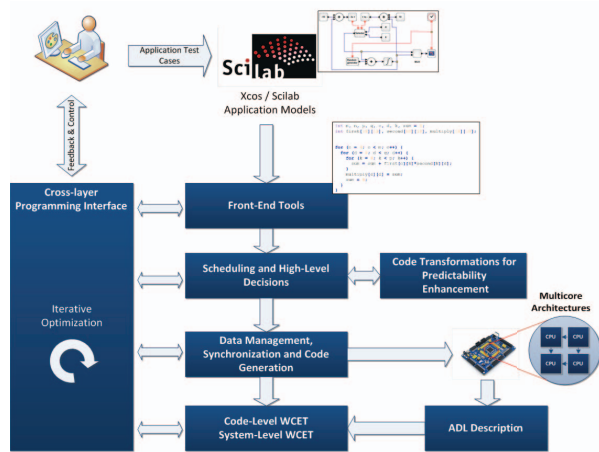 Application Test
Cases
Scilab
Xcos / Scilab
Application Models
Feedback & Control
Cross-layer
Programming Interface
Front-End Tools
Scheduling and High-Level
Decisions
Code Transformations for
Predictability
Enhancement
Iterative
Optimization
Multicore
Architectures
Data Management,
Synchronization and Code
Generation
CPU CPU
CPU CPU
Code-Level WCET
System-Level WCET
ADL Description